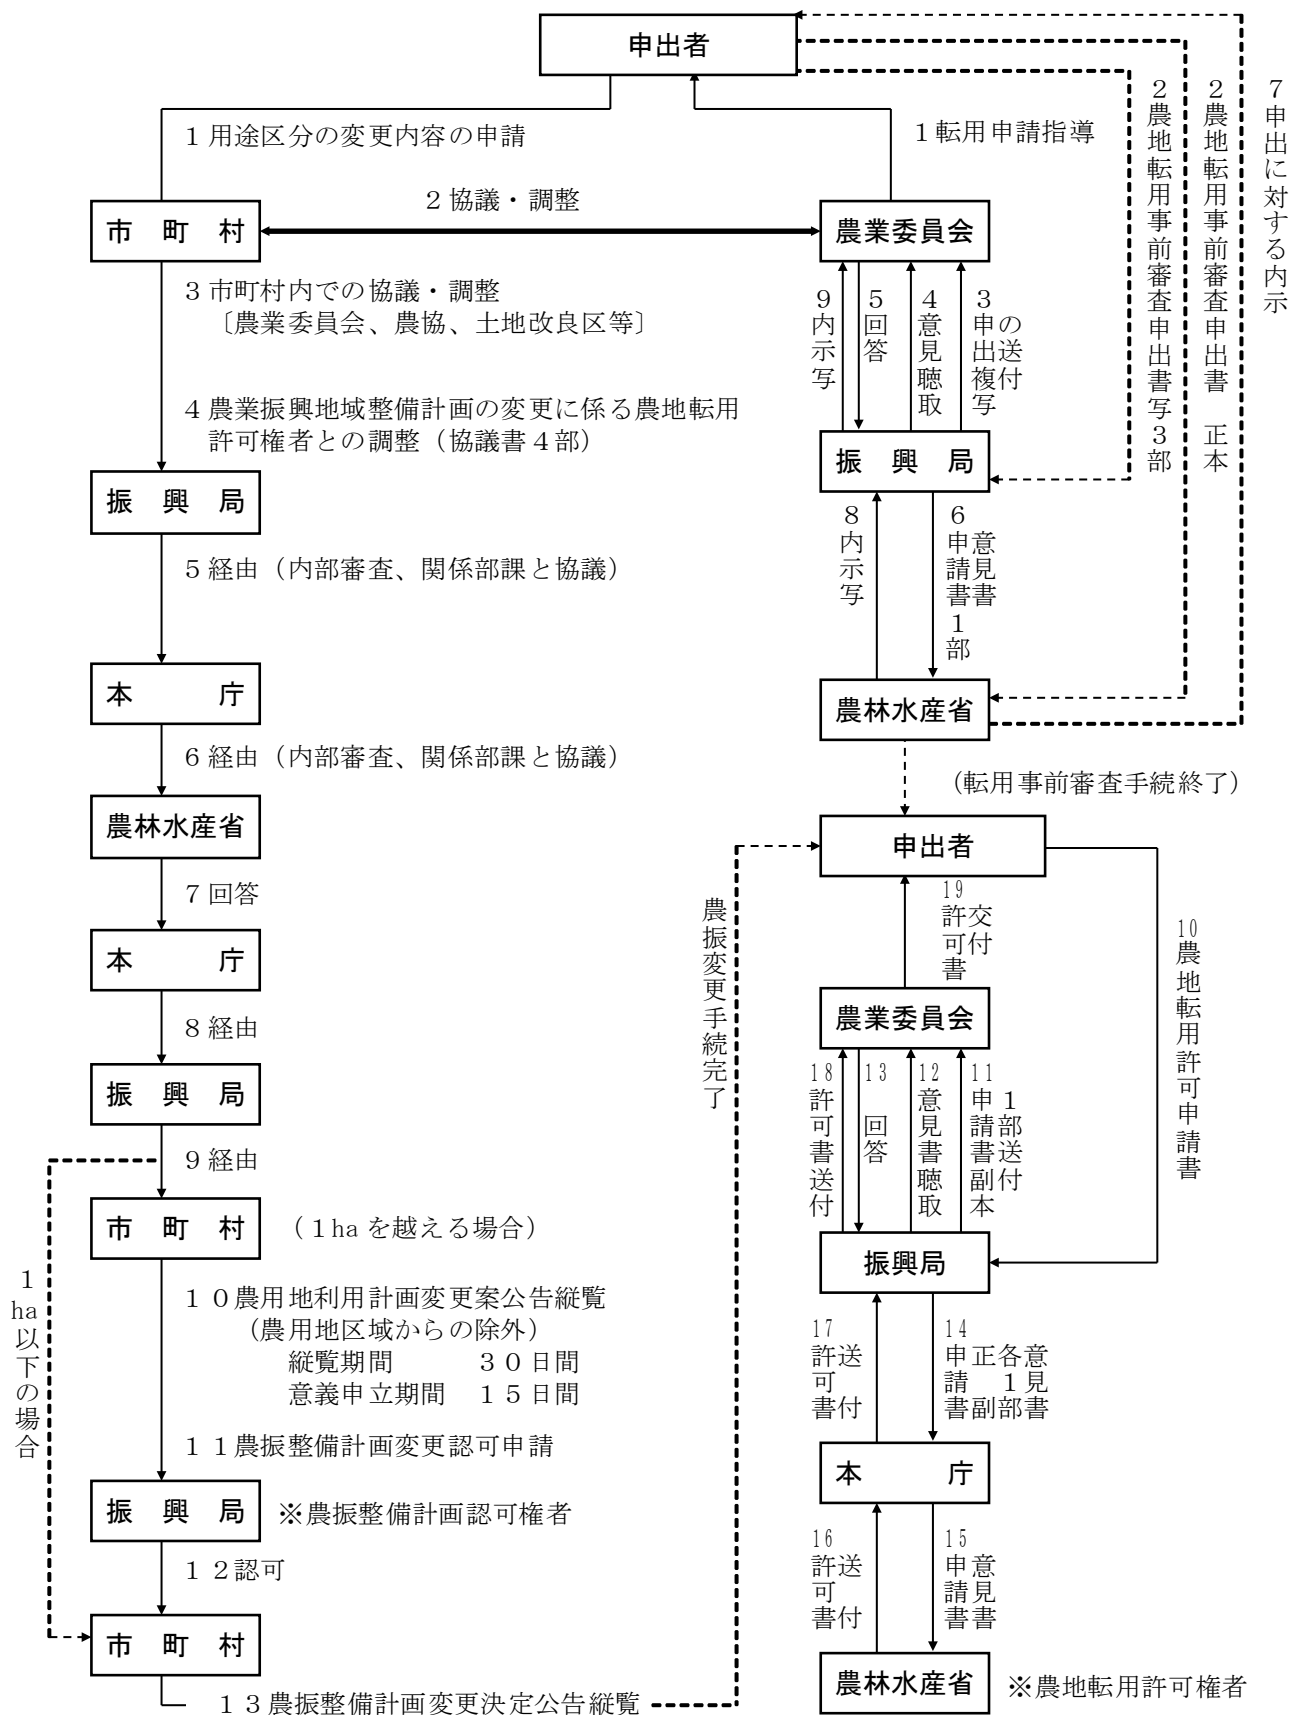 申出者
１用途区分の変更内容の申請
１転用申請指導
２農地転用事前審査申出書写３部
２農地転用事前審査申出書　正本
７申出に対する内示
市　町　村
２協議・調整
農業委員会
３市町村内での協議・調整
〔農業委員会、農協、土地改良区等〕
９内示写
５回答
４意見聴取
３申出複写
の送付
４農業振興地域整備計画の変更に係る農地転用
許可権者との調整（協議書４部）
振　興　局
振　興　局
５経由（内部審査、関係部課と協議）
８内示写
６申請書１部
意見書
本　　　庁
農林水産省
６経由（内部審査、関係部課と協議）
（転用事前審査手続終了）
農林水産省
申出者
７回答
農振変更手続完了
19許可書
交付
10農地転用許可申請書
本　　　庁
農業委員会
８経由
振　興　局
18許可書送付
13　回答
12意見書聴取
11申請書副本
１部送付
９経由
市　町　村
（１haを越える場合）
振興局
１ha以下の場合
１０農用地利用計画変更案公告縦覧
（農用地区域からの除外）
縦覧期間　　　３０日間
意義申立期間　１５日間
17許可書
送付
14申請書
正副
各１部
意見書
１１農振整備計画変更認可申請
本　　　庁
振　興　局
※農振整備計画認可権者
16許可書
送付
15申請書
意見書
１２認可
市　町　村
農林水産省
※農地転用許可権者
１３農振整備計画変更決定公告縦覧